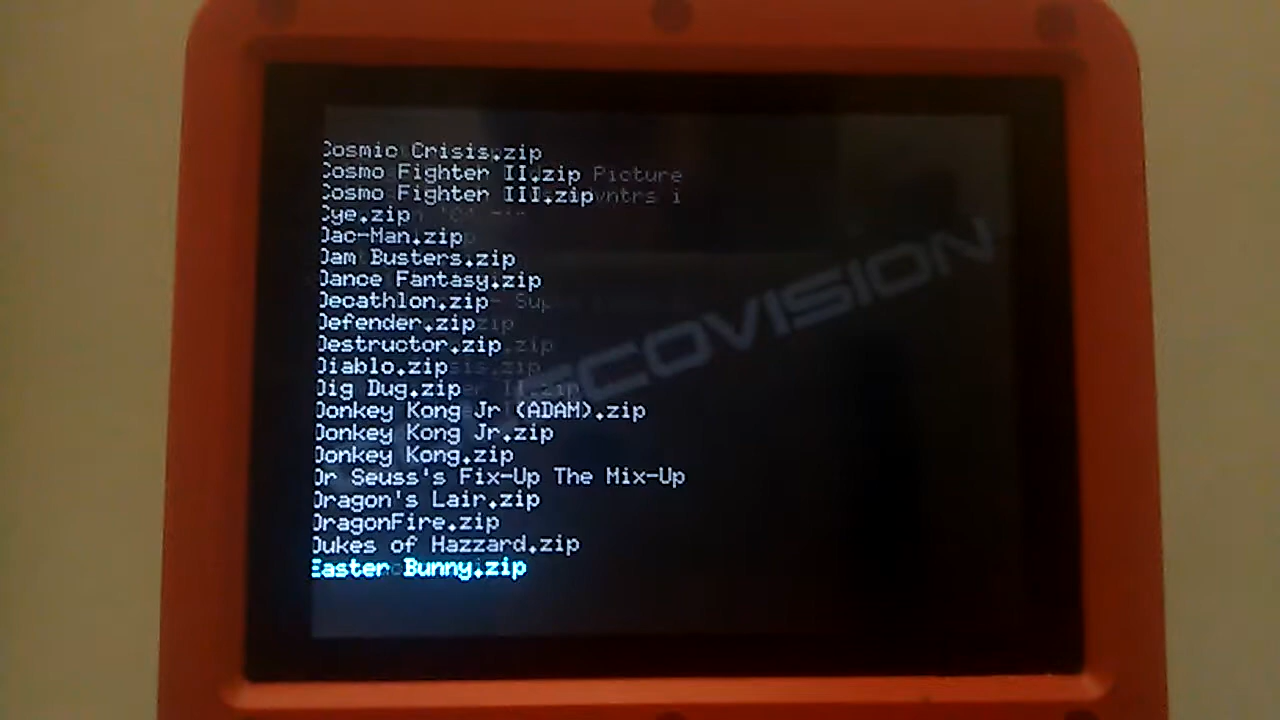 Cosmic Crisis.zip
Cosmo Fighter II.zip Picture
Cosmo Fighter III.zip
Cye.zip
Dac-Man.zip
Dam Busters.zip
Dance Fantasy.zip
Decathlon.zip
Defender.zip
Destructor.zip
Diablo.zip
Dig Dug.zip
Donkey Kong Jr (ADAM).zip
Donkey Kong Jr.zip
Donkey Kong.zip
Dr Seuss's Fix-Up The Mix-Up
Dragon's Lair.zip
DragonFire.zip
Dukes of Hazzard.zip
Easter Bunny.zip
ECOVISION